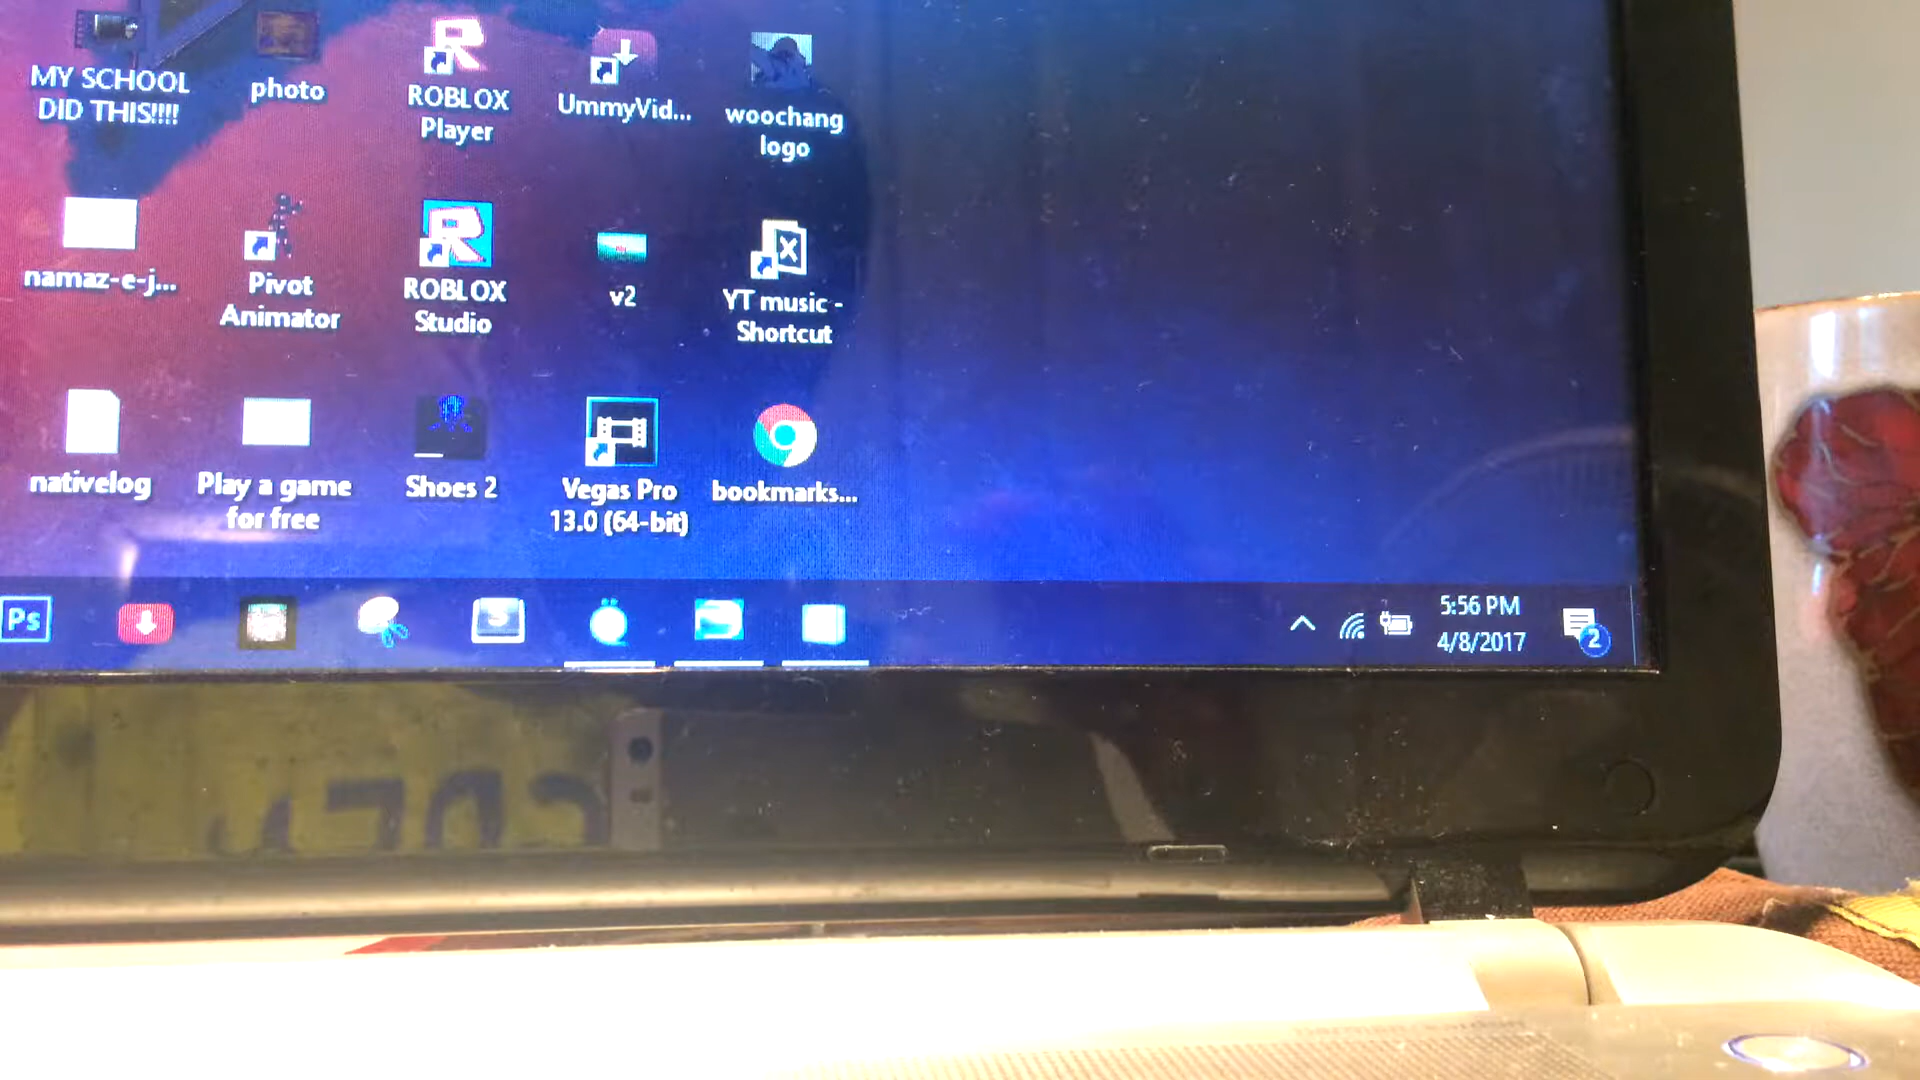 MY SCHOOL
DID THIS!!!!
photo
ROBLOX
Player
UmmyVid...
woochang
logo
namaz-e-j...
Pivot
Animator
ROBLOX
Studio
v2
YT music -
Shortcut
nativelog
Play a game
for free
Shoes 2
Vegas Pro
13.0 (64-bit)
bookmarks...
Ps
5:56 PM
4/8/2017
2